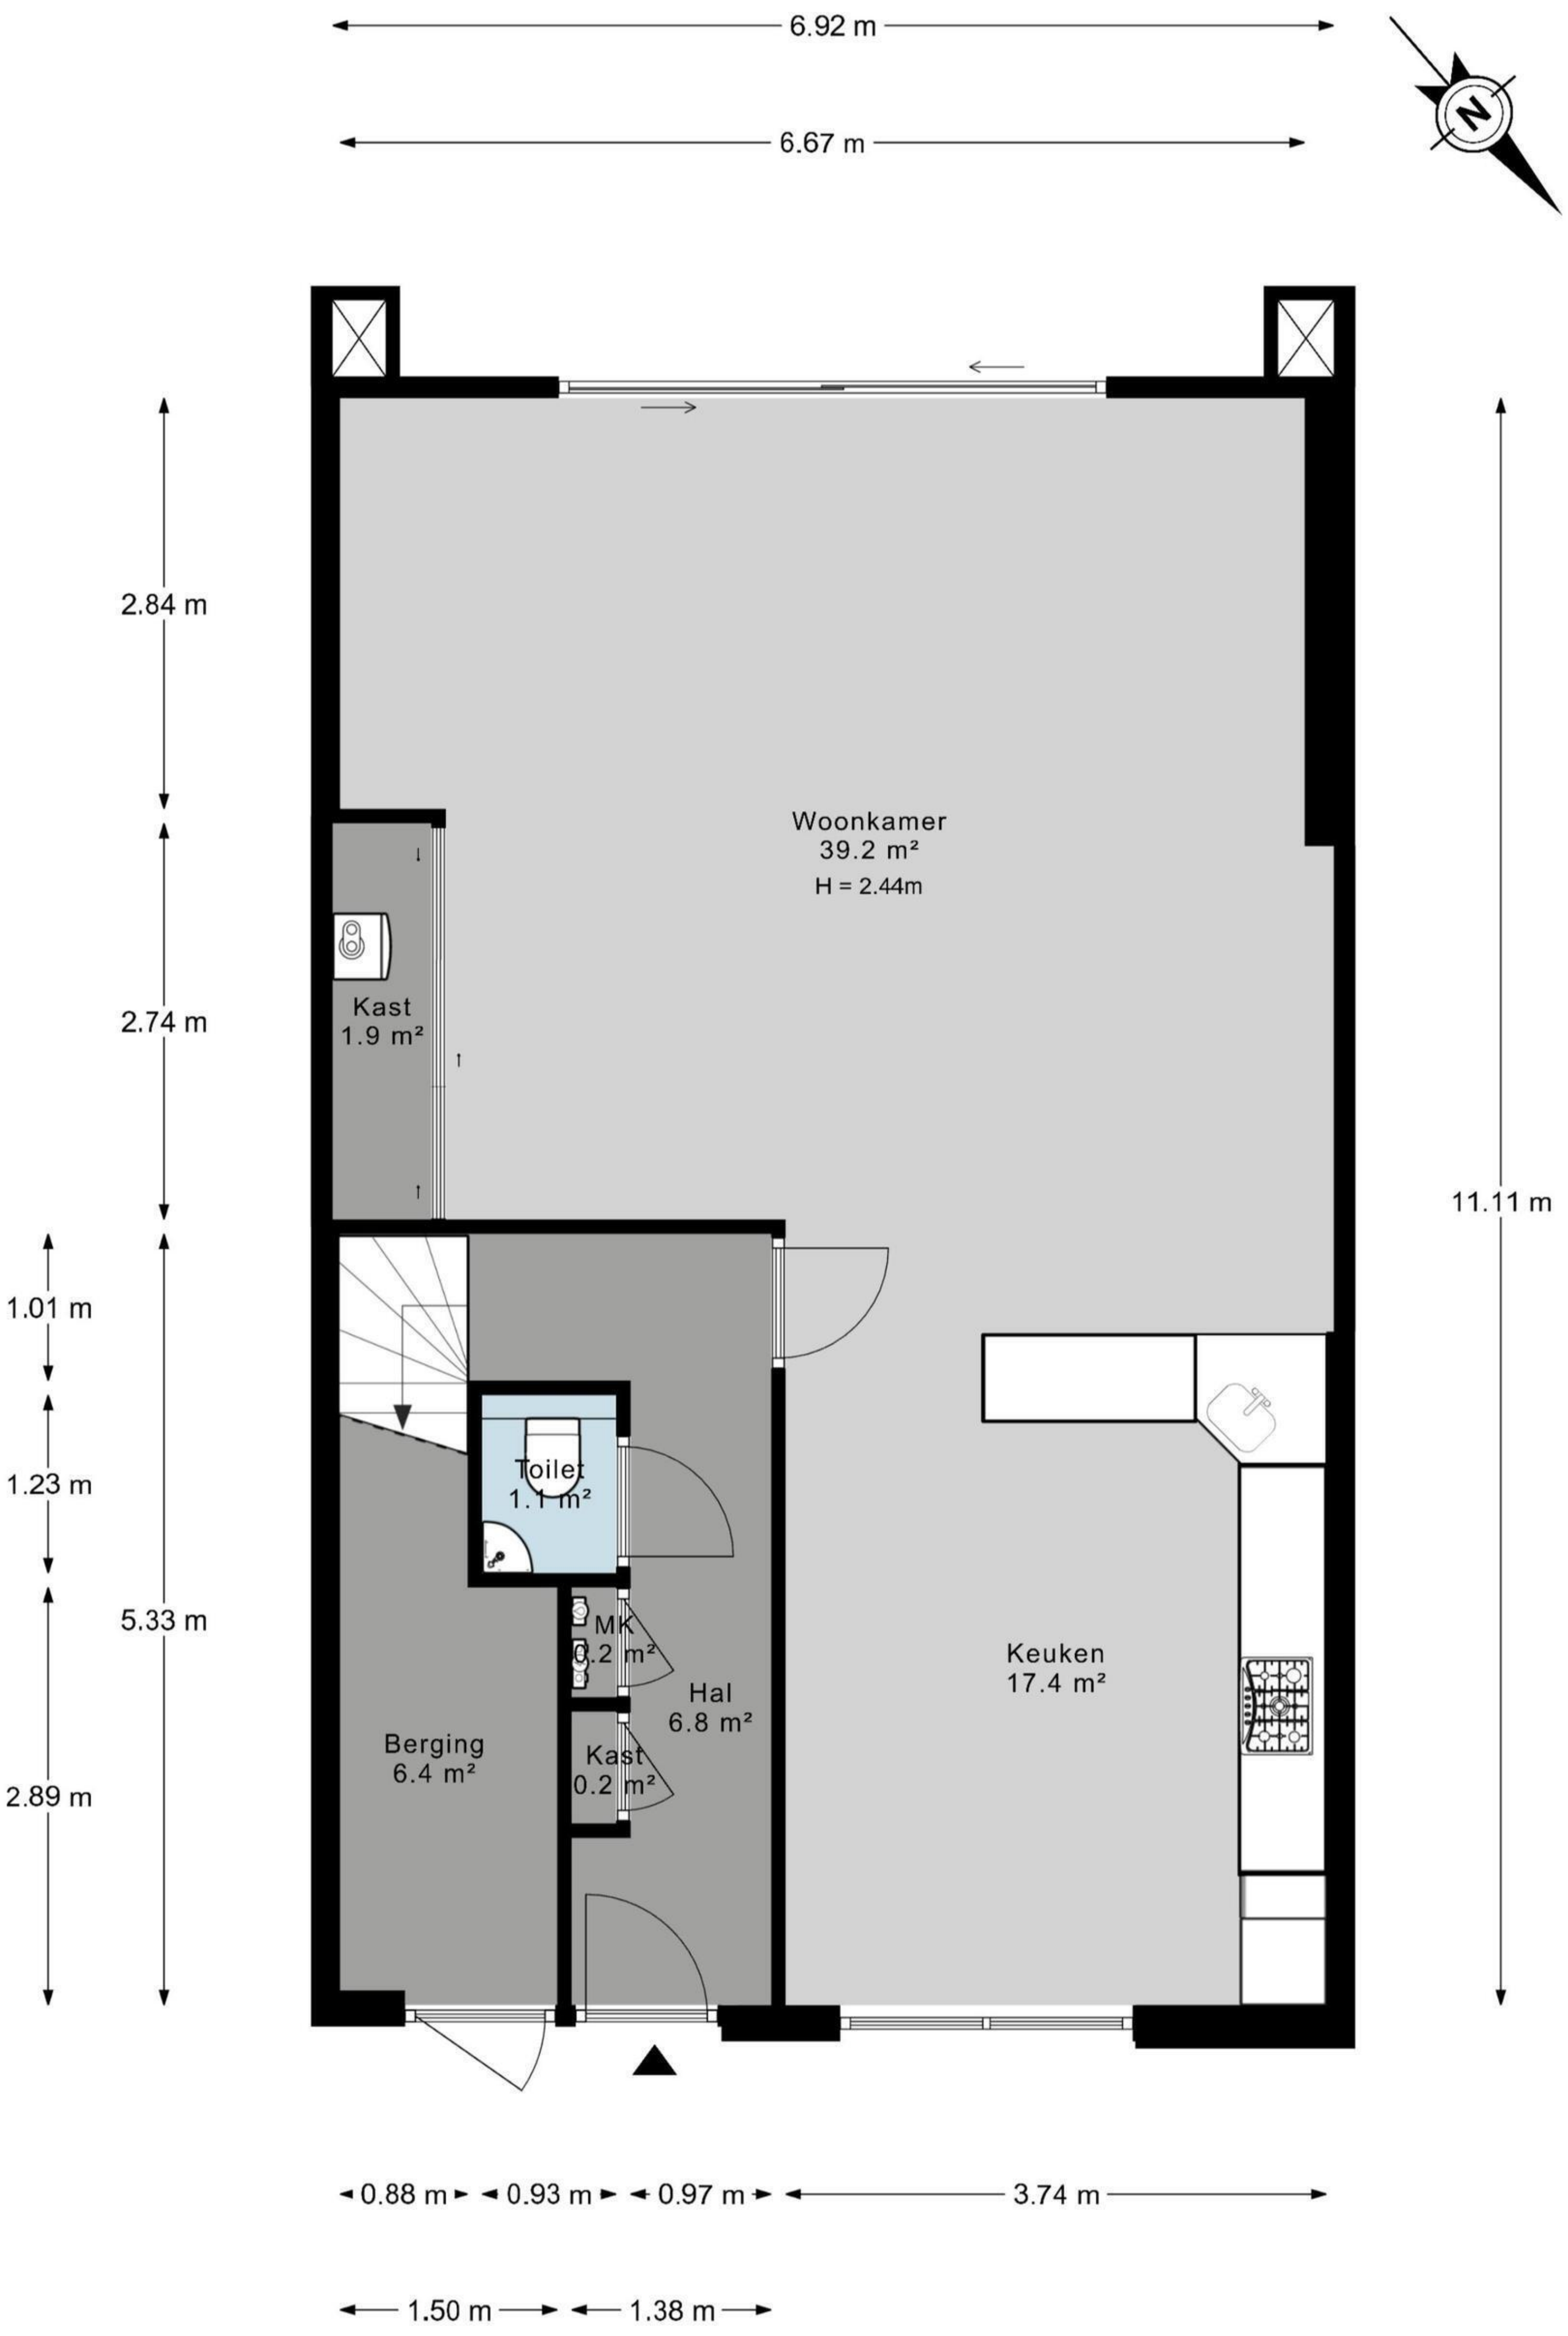 6.92 m
6.67 m
N
2.84 m
Woonkamer
39.2 m²
H = 2.44m
Kast
1.9 m²
2.74 m
11.11 m
1.01 m
Toilet
1.1 m²
1.23 m
5.33 m
MK
0.2 m²
Keuken
17.4 m²
Hal
6.8 m²
Berging
6.4 m²
Kast
0.2 m²
2.89 m
0.88 m
0.93 m
0.97 m
3.74 m
1.50 m
1.38 m